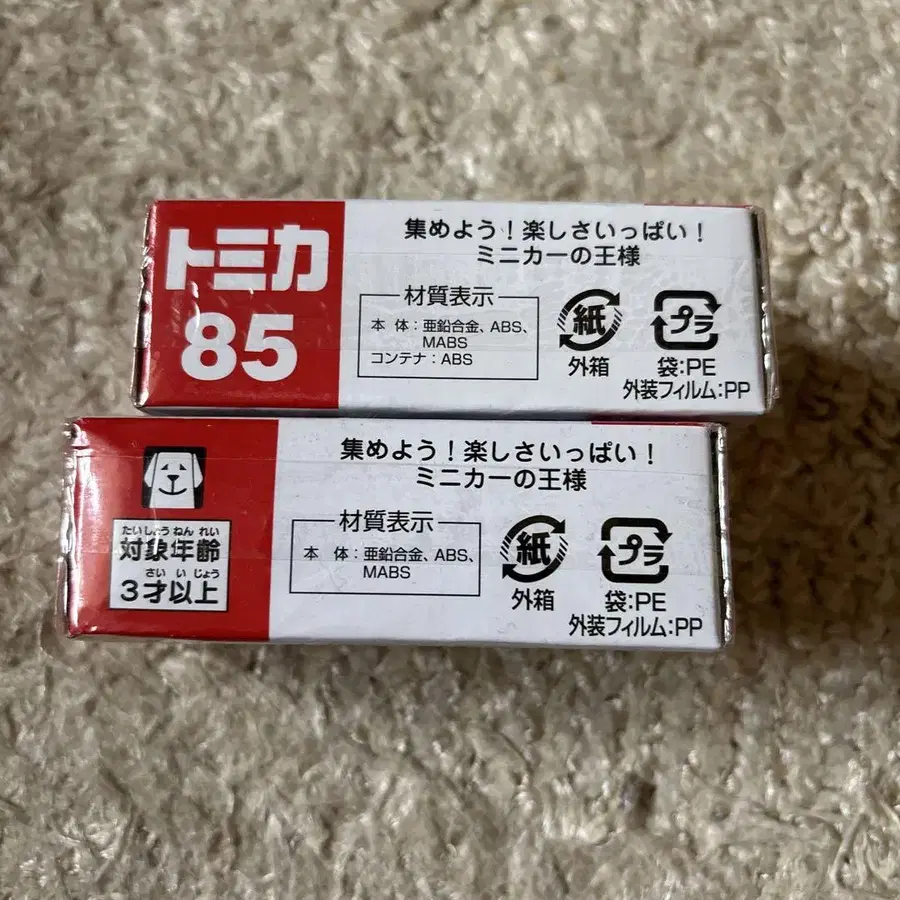 トミカ
85
集めよう！楽しさいっぱい！
ミニカーの王様
材質表示
本 体：亜鉛合金、ABS、
MABS
コンテナ：ABS
紙
外箱
プラ
袋：PE
外装フィルム：PP
たいしょうねんれい
対象年齢
さいいじょう
3才以上
集めよう！楽しさいっぱい！
ミニカーの王様
材質表示
本 体：亜鉛合金、ABS、
MABS
紙
外箱
プラ
袋：PE
外装フィルム：PP